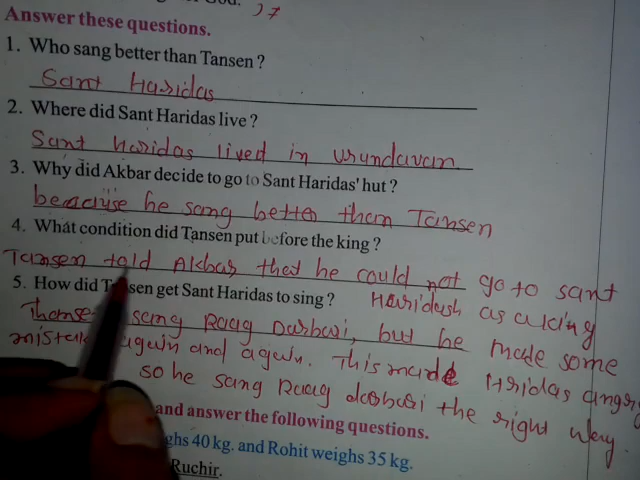 Answer these questions.
1. Who sang better than Tansen ?
Sant Haridas
2. Where did Sant Haridas live ?
Sant Haridas lived in vrundavan
3. Why did Akbar decide to go to Sant Haridas' hut ?
because he sang better than Tansen
4. What condition did Tansen put before the king ?
Tansen told Akbar that he could not go to sant
Haridash as a king
5. How did Tansen get Sant Haridas to sing ?
sang Raag Darbari, but he made some
again and again. This made Hridas angry
so he sang Raag darbari the right way.
and answer the following questions.
ghs 40 kg. and Rohit weighs 35 kg.
Ruchir.